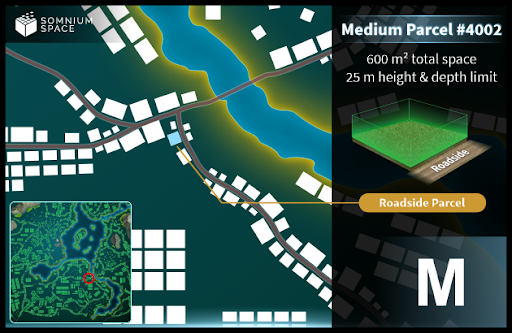 SOMNIUM
SPACE
Medium Parcel #4002
600 m² total space
25 m height & depth limit
Roadside
Roadside Parcel
M